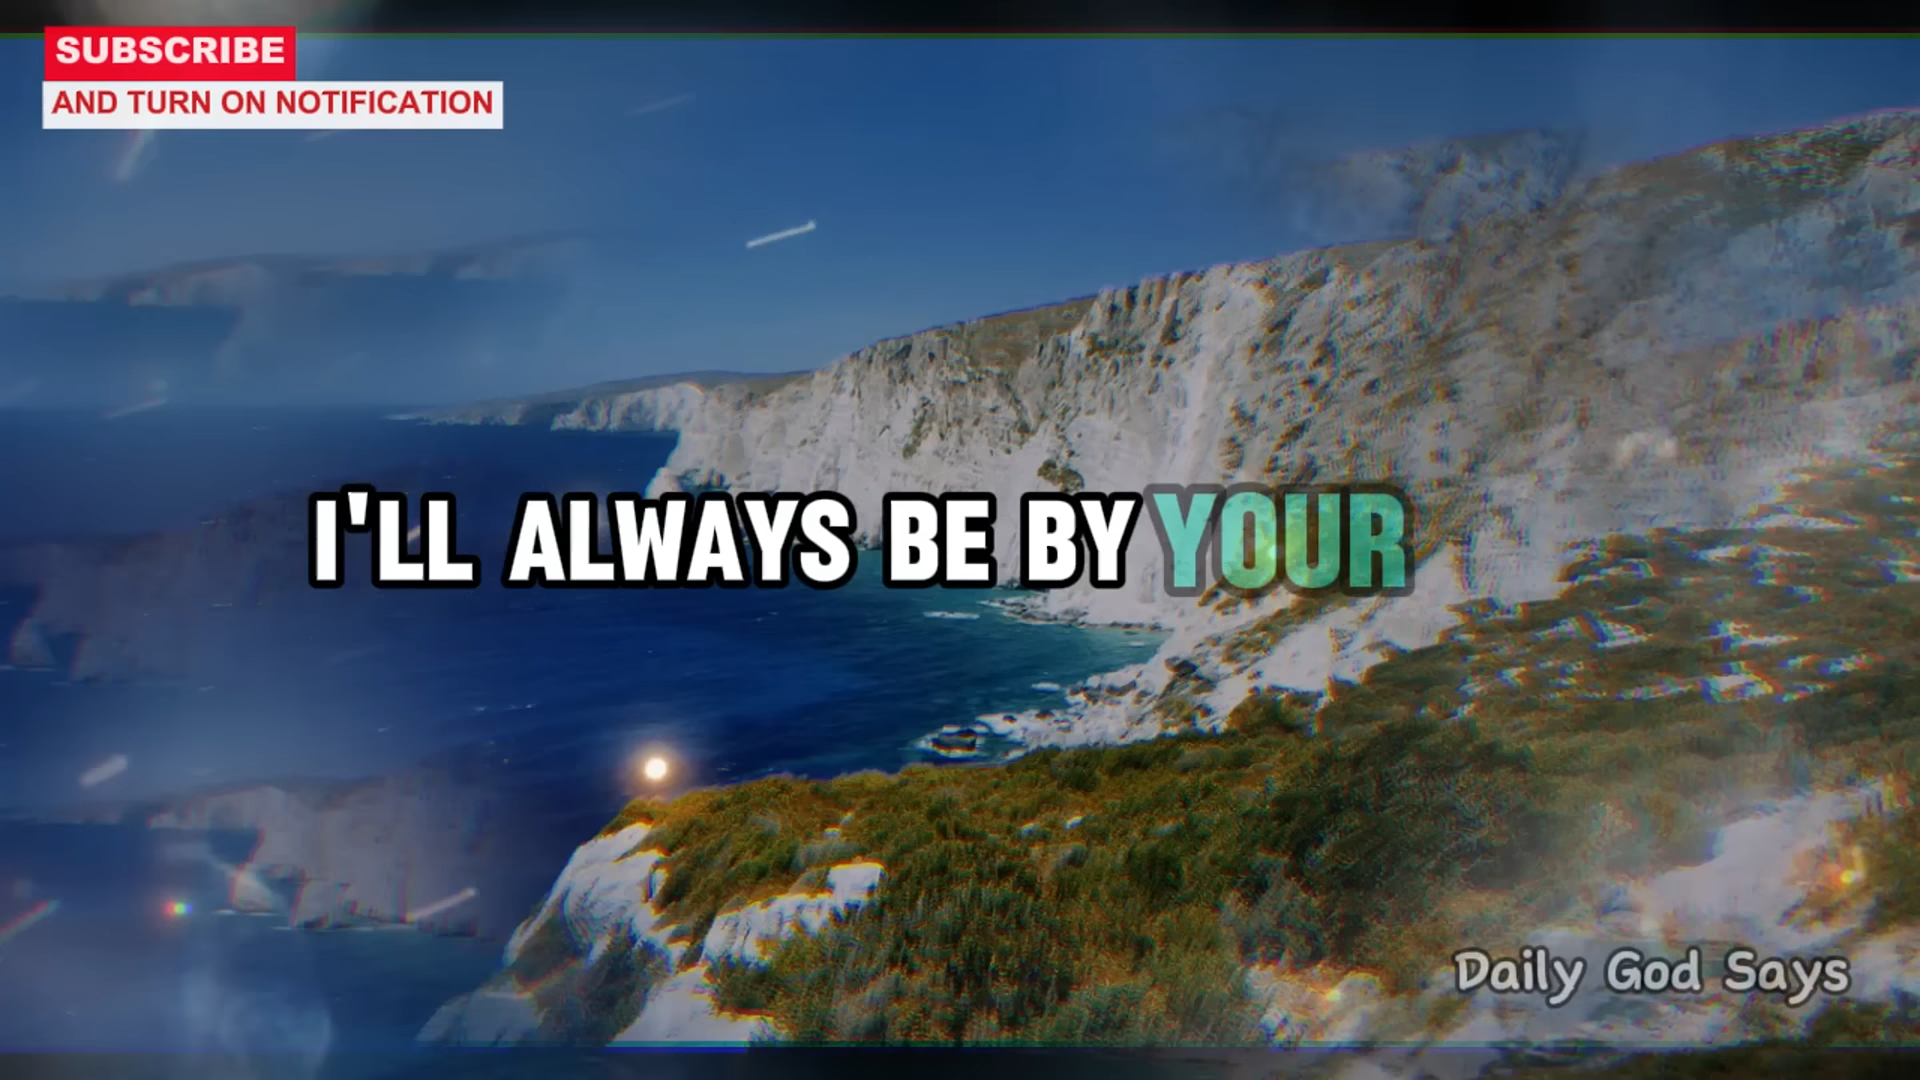 SUBSCRIBE
AND TURN ON NOTIFICATION
I'LL ALWAYS BE BY YOUR
Daily God Says